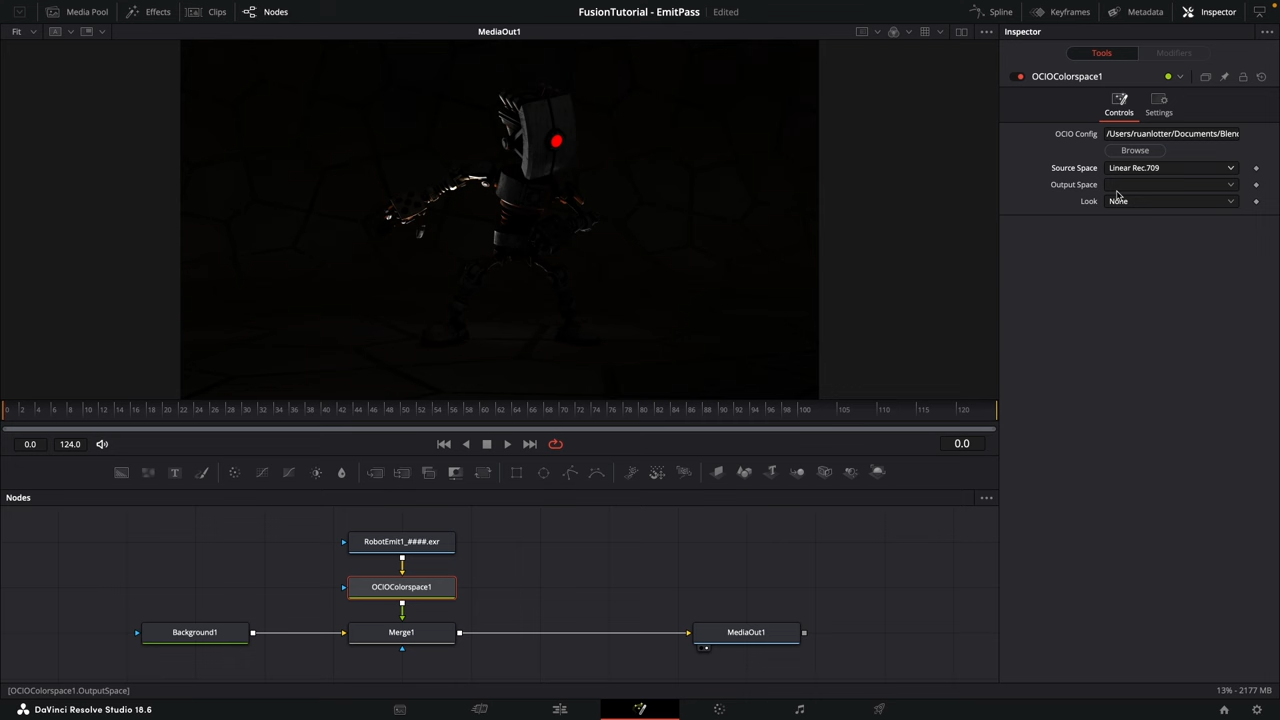 Media Pool
Effects
Clips
Nodes
FusionTutorial - EmitPass
Edited
Spline
Keyframes
Metadata
Inspector
Fit
MediaOut1
Inspector
Tools
Modifiers
OCIOColorspace1
Controls
Settings
OCIO Config
/Users/ruanlotter/Documents/Blend
Browse
Source Space
Linear Rec.709
Output Space
Look
None
0 2 4 6 8 10 12 14 16 18 20 22 24 26 28 30 32 34 36 38 40 42 44 46 48 50 52 54 56 58 60 62 64 66 68 70 72 74 76 78 80 82 84 86 88 90 92 94 96 98 100 105 110 115 120
0.0
124.0
0.0
Nodes
RobotEmit1_####.exr
OCIOColorspace1
Background1
Merge1
MediaOut1
[OCIOColorspace1.OutputSpace]
13% - 2177 MB
DaVinci Resolve Studio 18.6